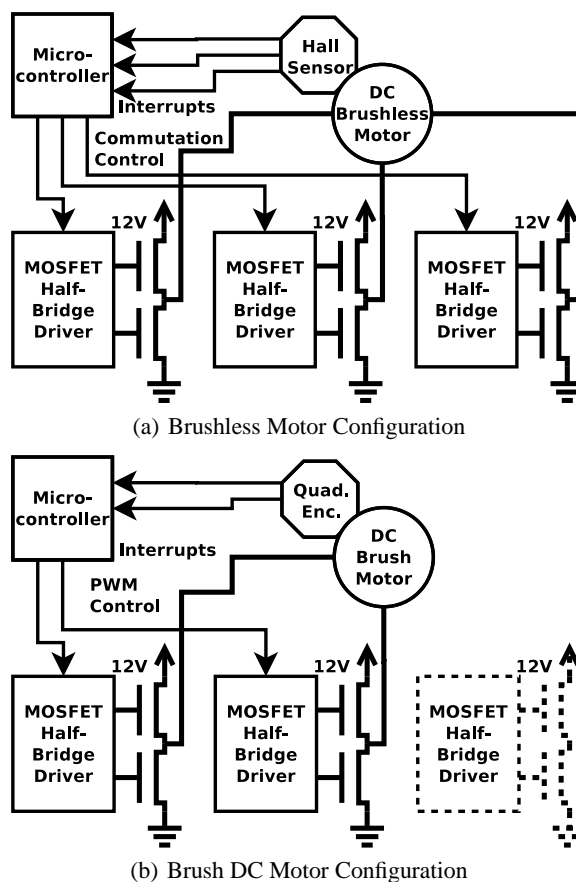 Micro-
controller
Hall
Sensor
Interrupts
DC
Brushless
Motor
Commutation
Control
12V
12V
12V
MOSFET
Half-
Bridge
Driver
MOSFET
Half-
Bridge
Driver
MOSFET
Half-
Bridge
Driver
(a) Brushless Motor Configuration
Micro-
controller
Quad.
Enc.
Interrupts
DC
Brush
Motor
PWM
Control
12V
12V
12V
MOSFET
Half-
Bridge
Driver
MOSFET
Half-
Bridge
Driver
MOSFET
Half-
Bridge
Driver
(b) Brush DC Motor Configuration